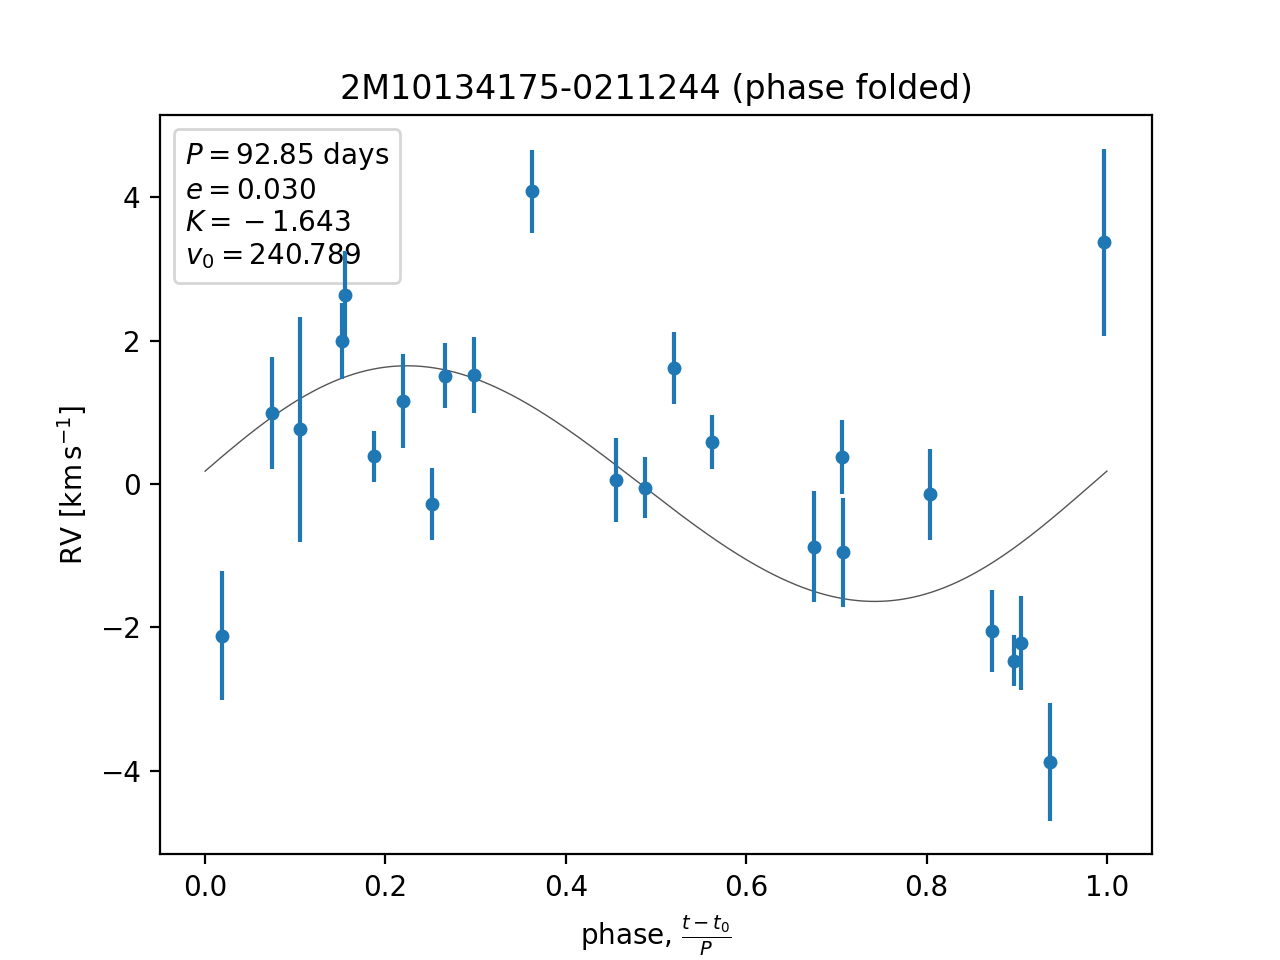 2M10134175-0211244 (phase folded)
P = 92.85 days
e = 0.030
K = −1.643
v₀ = 240.789
4
2
0
−2
−4
RV [km s⁻¹]
0.0 0.2 0.4 0.6 0.8 1.0
phase, (t − t₀)/P